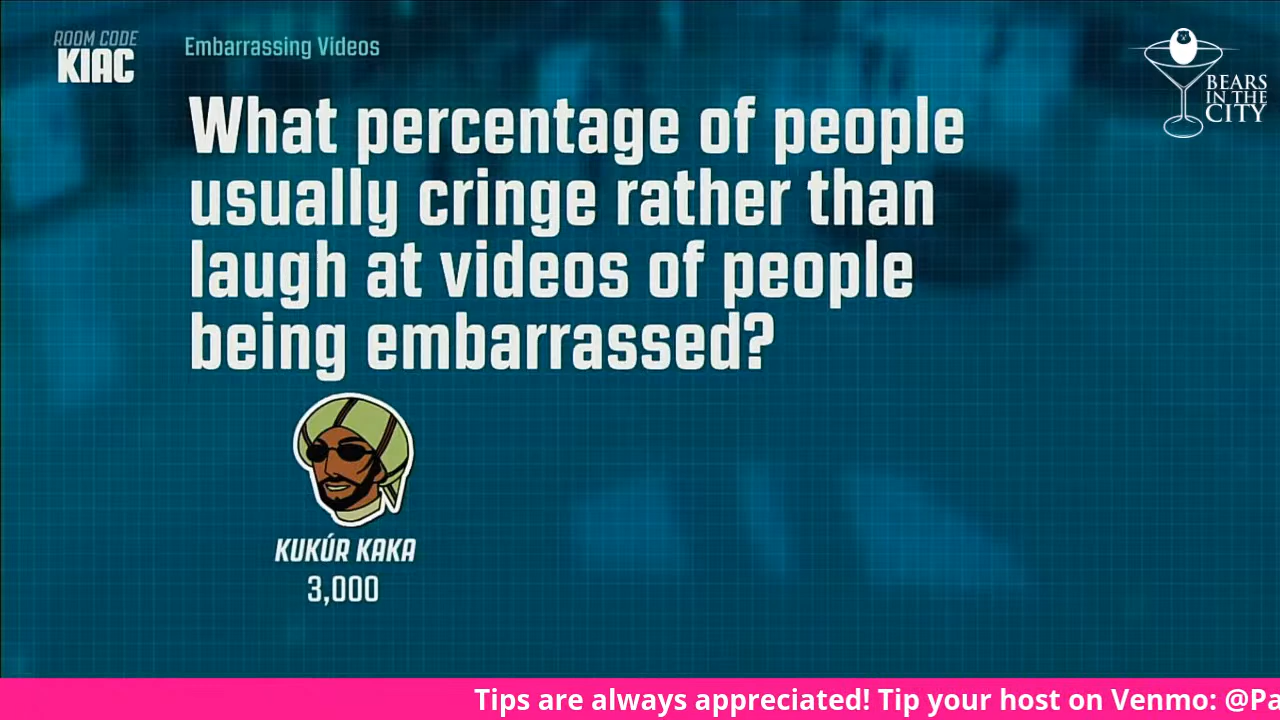 ROOM CODE
KIAC
Embarrassing Videos
What percentage of people
usually cringe rather than
laugh at videos of people
being embarrassed?
BEARS
IN THE
CITY
KUKÚR KAKA
3,000
Tips are always appreciated! Tip your host on Venmo: @Pa